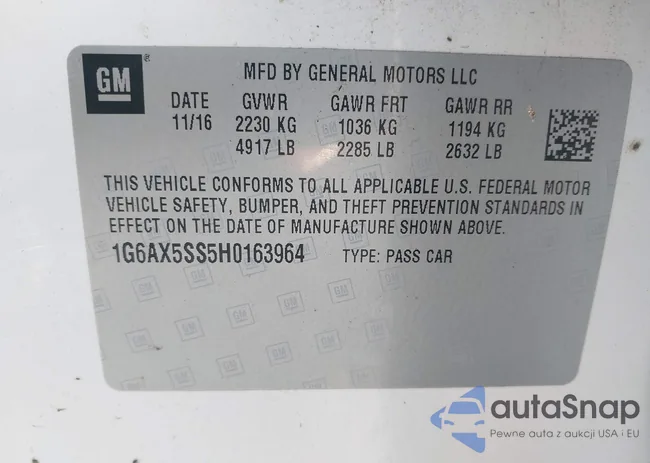 GM
MFD BY GENERAL MOTORS LLC
DATE GVWR GAWR FRT GAWR RR
11/16 2230 KG 1036 KG 1194 KG
4917 LB 2285 LB 2632 LB
THIS VEHICLE CONFORMS TO ALL APPLICABLE U.S. FEDERAL MOTOR
VEHICLE SAFETY, BUMPER, AND THEFT PREVENTION STANDARDS IN
EFFECT ON THE DATE OF MANUFACTURE SHOWN ABOVE.
1G6AX5SS5H0163964 TYPE: PASS CAR
autaSnap
Pewne auta z aukcji USA i EU